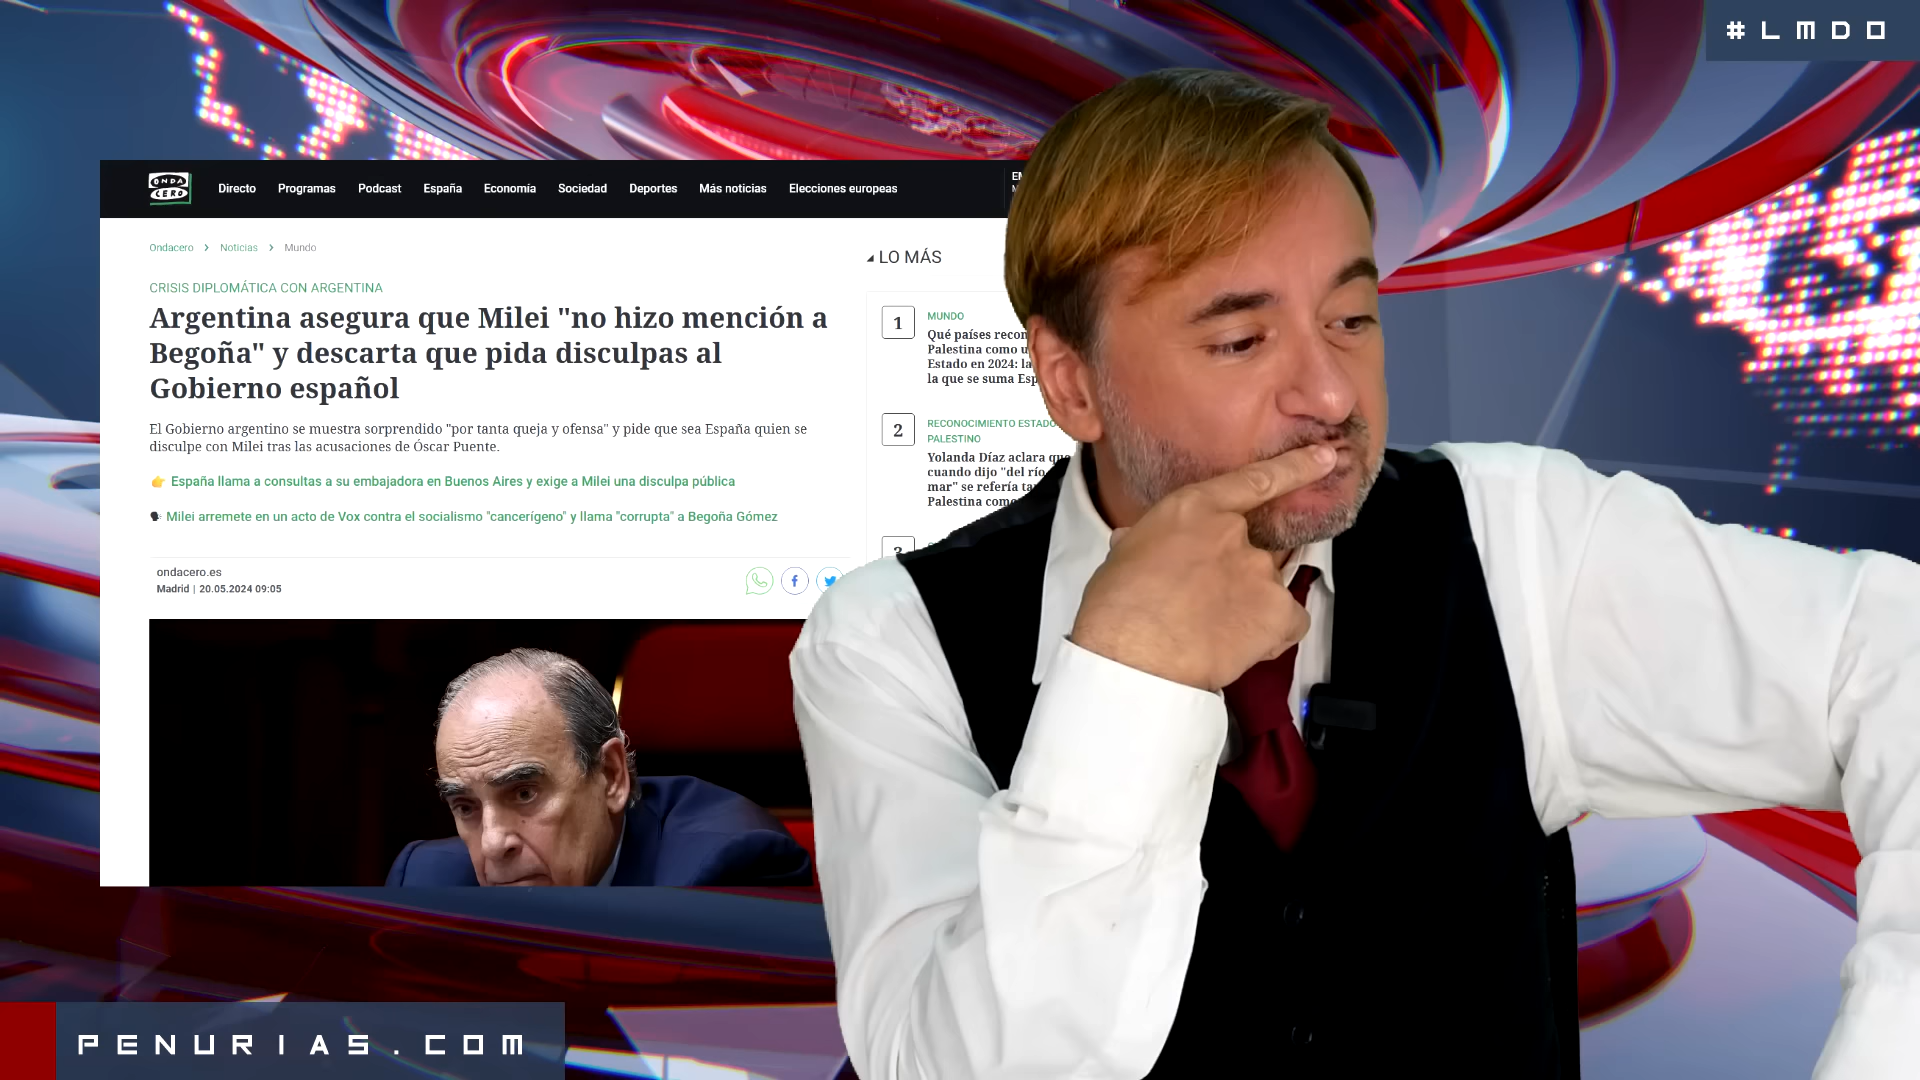 #LMDO
ONDA
CERO
Directo Programas Podcast España Economía Sociedad Deportes Más noticias Elecciones europeas
Ondacero > Noticias > Mundo
CRISIS DIPLOMÁTICA CON ARGENTINA
Argentina asegura que Milei "no hizo mención a
Begoña" y descarta que pida disculpas al
Gobierno español
El Gobierno argentino se muestra sorprendido "por tanta queja y ofensa" y pide que sea España quien se
disculpe con Milei tras las acusaciones de Óscar Puente.
👉 España llama a consultas a su embajadora en Buenos Aires y exige a Milei una disculpa pública
🗣 Milei arremete en un acto de Vox contra el socialismo "cancerígeno" y llama "corrupta" a Begoña Gómez
ondacero.es
Madrid | 20.05.2024 09:05
LO MÁS
1
MUNDO
Qué países
Palestina como
Estado en 2024:
la que se suma
2
RECONOCIMIENTO ESTADO
PALESTINO
Yolanda Díaz aclara que
cuando dijo "del río
mar" se refería
Palestina
3
PENURIAS.COM